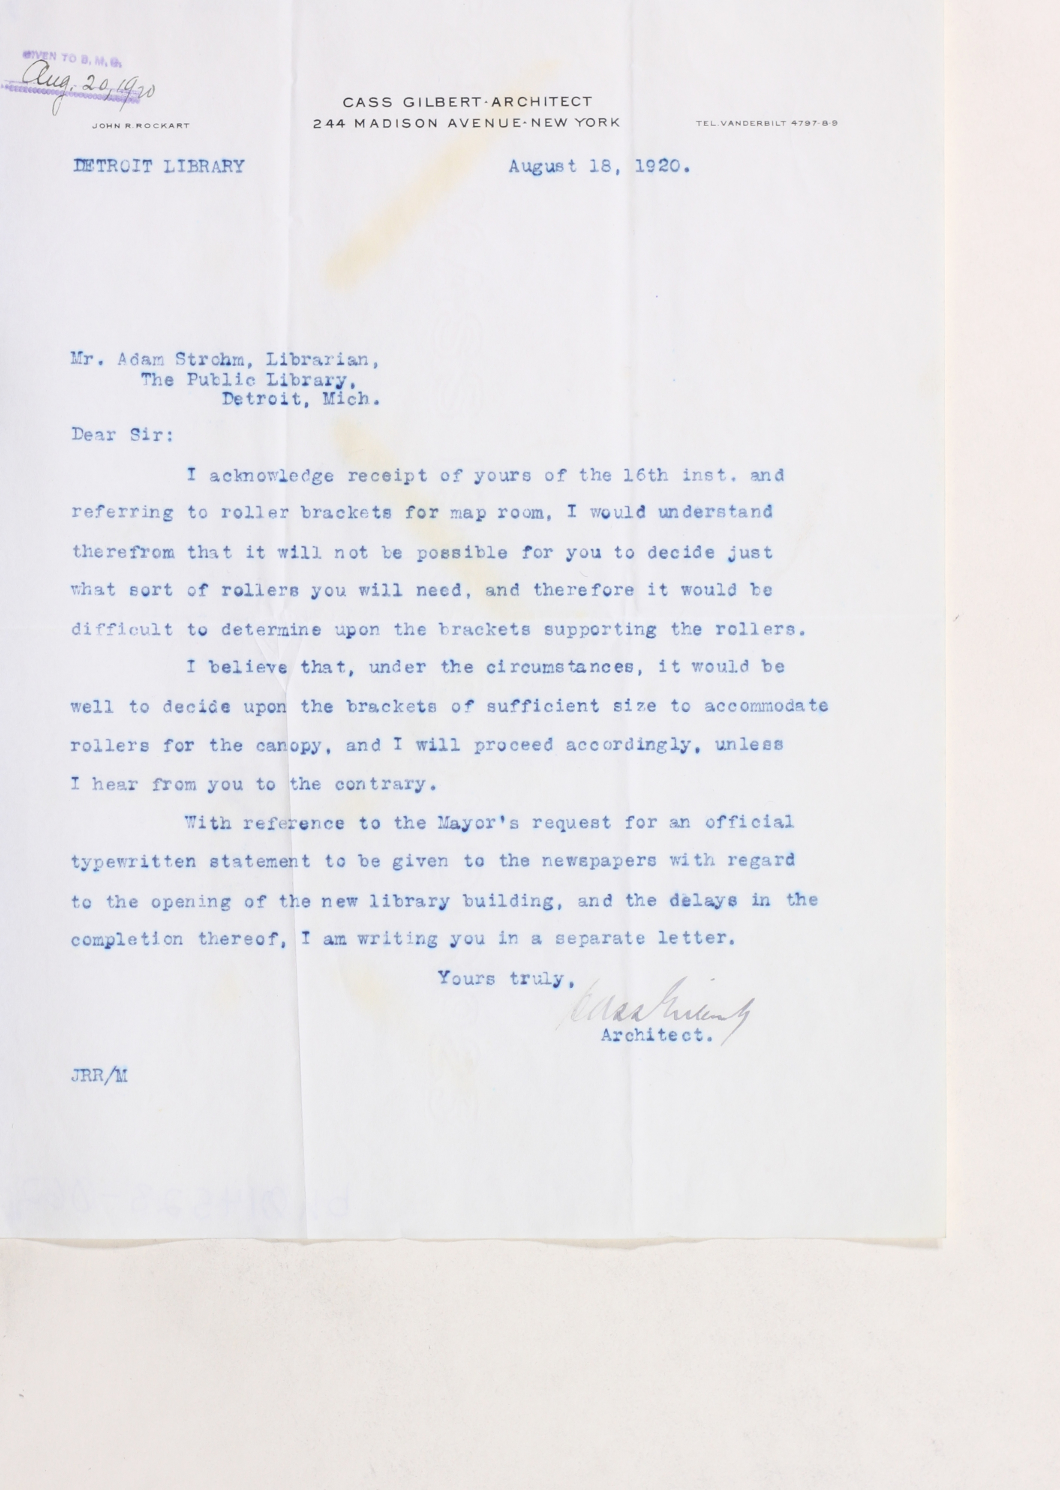 GIVEN TO B.M.O.
Aug. 20, 1920
CASS GILBERT·ARCHITECT
244 MADISON AVENUE·NEW YORK
JOHN R. ROCKART
TEL. VANDERBILT 4797-8-9
DETROIT LIBRARY August 18, 1920.
Mr. Adam Strohm, Librarian,
The Public Library,
Detroit, Mich.
Dear Sir:
I acknowledge receipt of yours of the 16th inst. and
referring to roller brackets for map room, I would understand
therefrom that it will not be possible for you to decide just
what sort of rollers you will need, and therefore it would be
difficult to determine upon the brackets supporting the rollers.
I believe that, under the circumstances, it would be
well to decide upon the brackets of sufficient size to accommodate
rollers for the canopy, and I will proceed accordingly, unless
I hear from you to the contrary.
With reference to the Mayor's request for an official
typewritten statement to be given to the newspapers with regard
to the opening of the new library building, and the delays in the
completion thereof, I am writing you in a separate letter.
Yours truly,
Cass Gilbert
Architect.
JRR/M